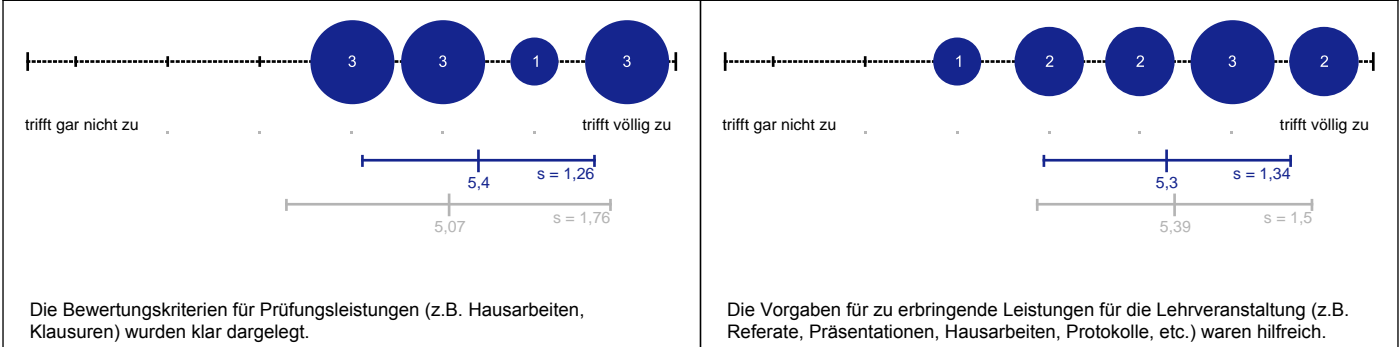 3 3 1 3
trifft gar nicht zu . . . . . trifft völlig zu
s = 1,26
5,4
s = 1,76
5,07
Die Bewertungskriterien für Prüfungsleistungen (z.B. Hausarbeiten,
Klausuren) wurden klar dargelegt.
1 2 2 3 2
trifft gar nicht zu . . . . . trifft völlig zu
s = 1,34
5,3
s = 1,5
5,39
Die Vorgaben für zu erbringende Leistungen für die Lehrveranstaltung (z.B.
Referate, Präsentationen, Hausarbeiten, Protokolle, etc.) waren hilfreich.